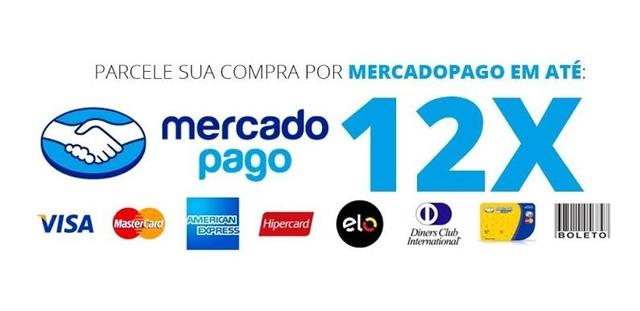 PARCELE SUA COMPRA POR MERCADOPAGO EM ATÉ:
mercado
pago
12X
VISA
MasterCard
AMERICAN
EXPRESS
Hipercard
elo
Diners Club
International
BOLETO